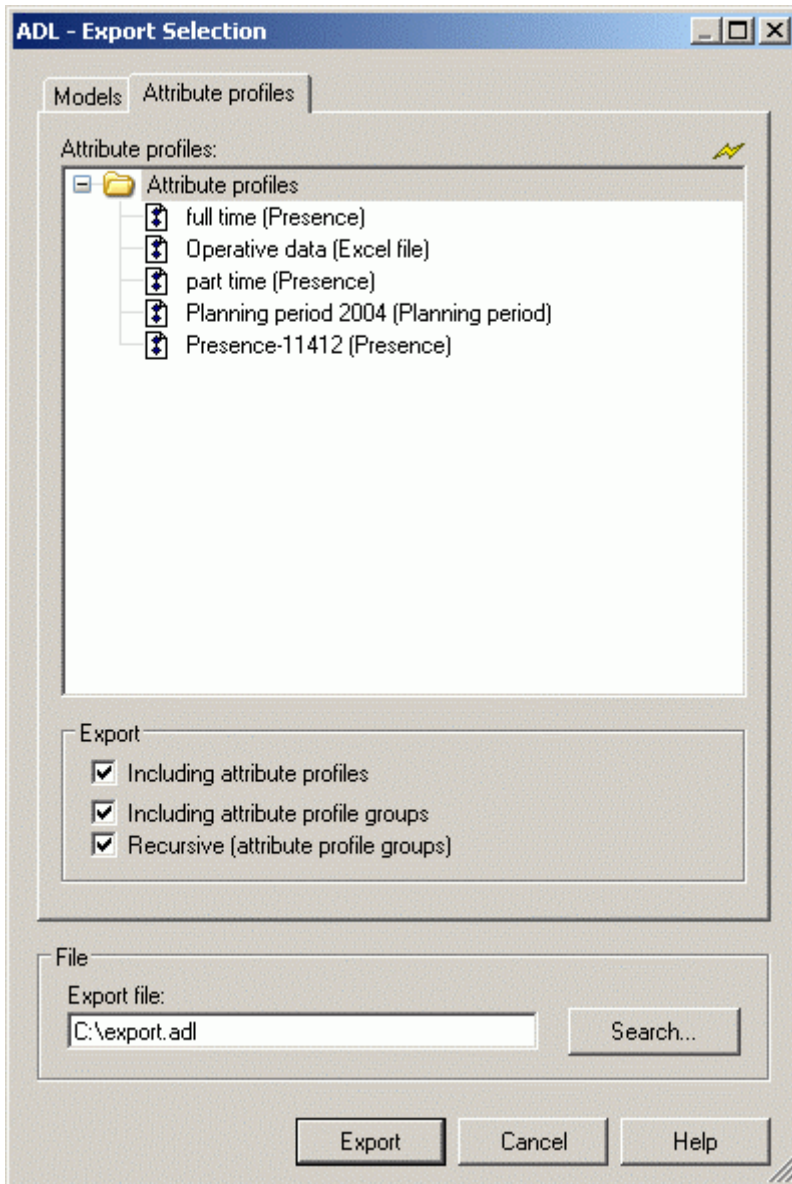 ADL - Export Selection
Models
Attribute profiles
Attribute profiles:
Attribute profiles
full time (Presence)
Operative data (Excel file)
part time (Presence)
Planning period 2004 (Planning period)
Presence-11412 (Presence)
Export
Including attribute profiles
Including attribute profile groups
Recursive (attribute profile groups)
File
Export file:
C:\export.adl
Search...
Export
Cancel
Help